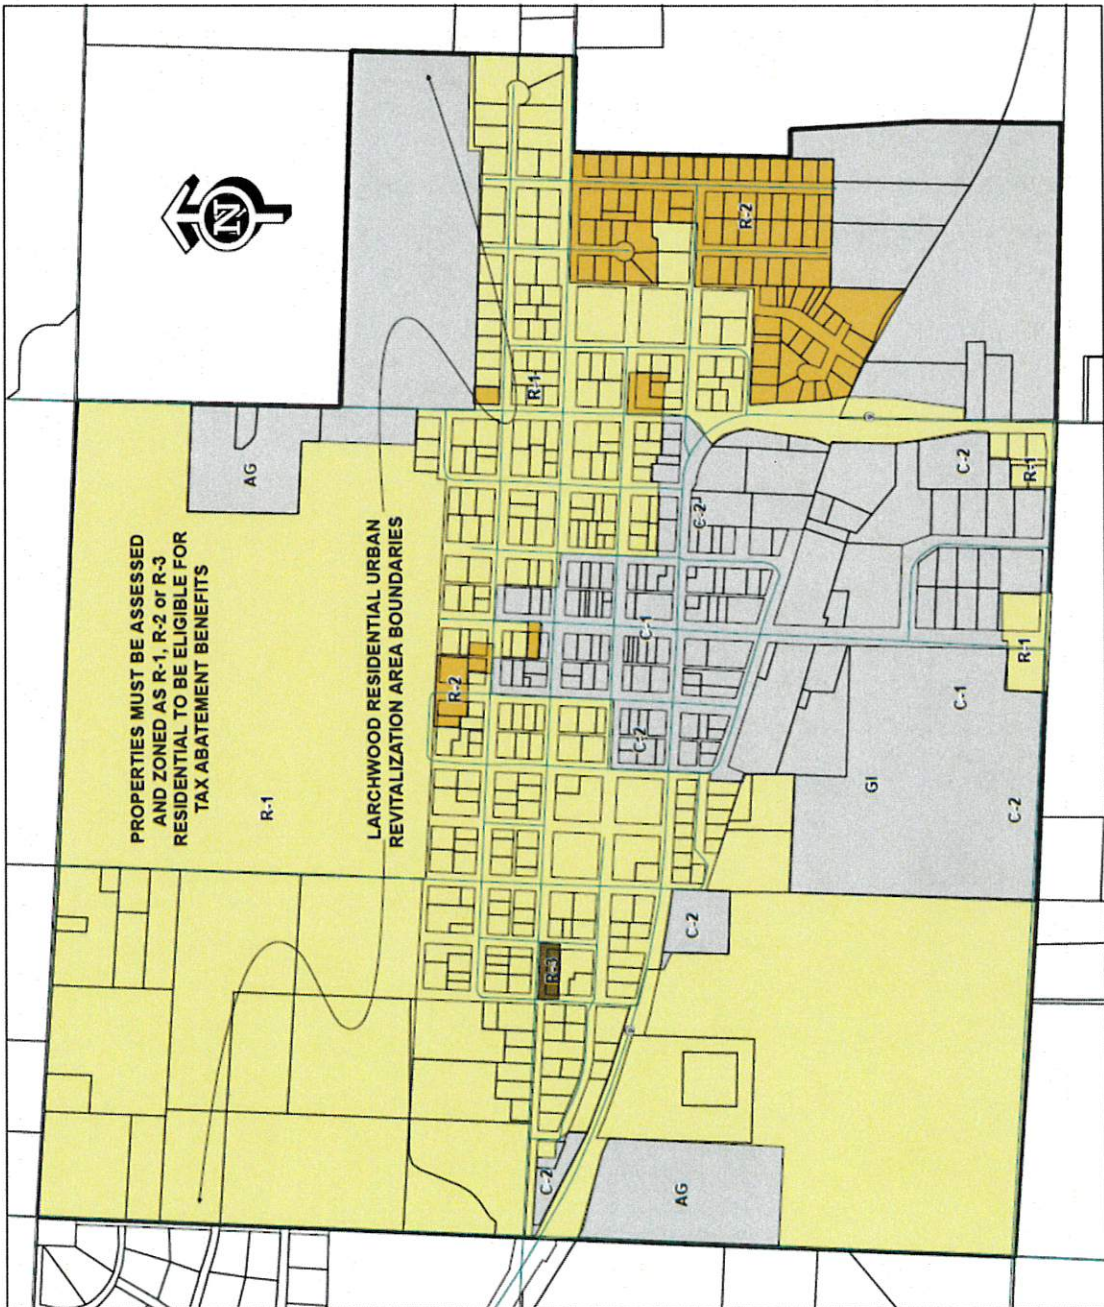 N
PROPERTIES MUST BE ASSESSED
AND ZONED AS R-1, R-2 or R-3
RESIDENTIAL TO BE ELIGIBLE FOR
TAX ABATEMENT BENEFITS
AG
R-1
LARCHWOOD RESIDENTIAL URBAN
REVITALIZATION AREA BOUNDARIES
R-2
R-1
C-2
R-3
C-2
C-1
AG
C-2
C-2
R-2
GI
C-1
C-2
C-2
R-1
R-1